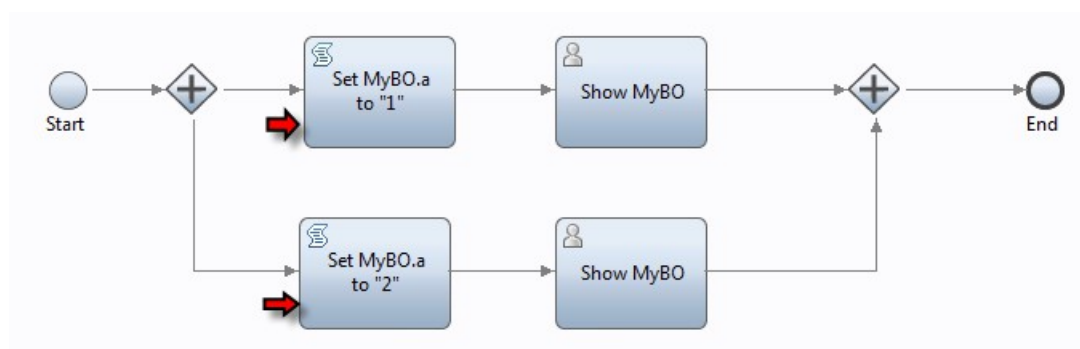 Start
Set MyBO.a
to "1"
Show MyBO
End
Set MyBO.a
to "2"
Show MyBO